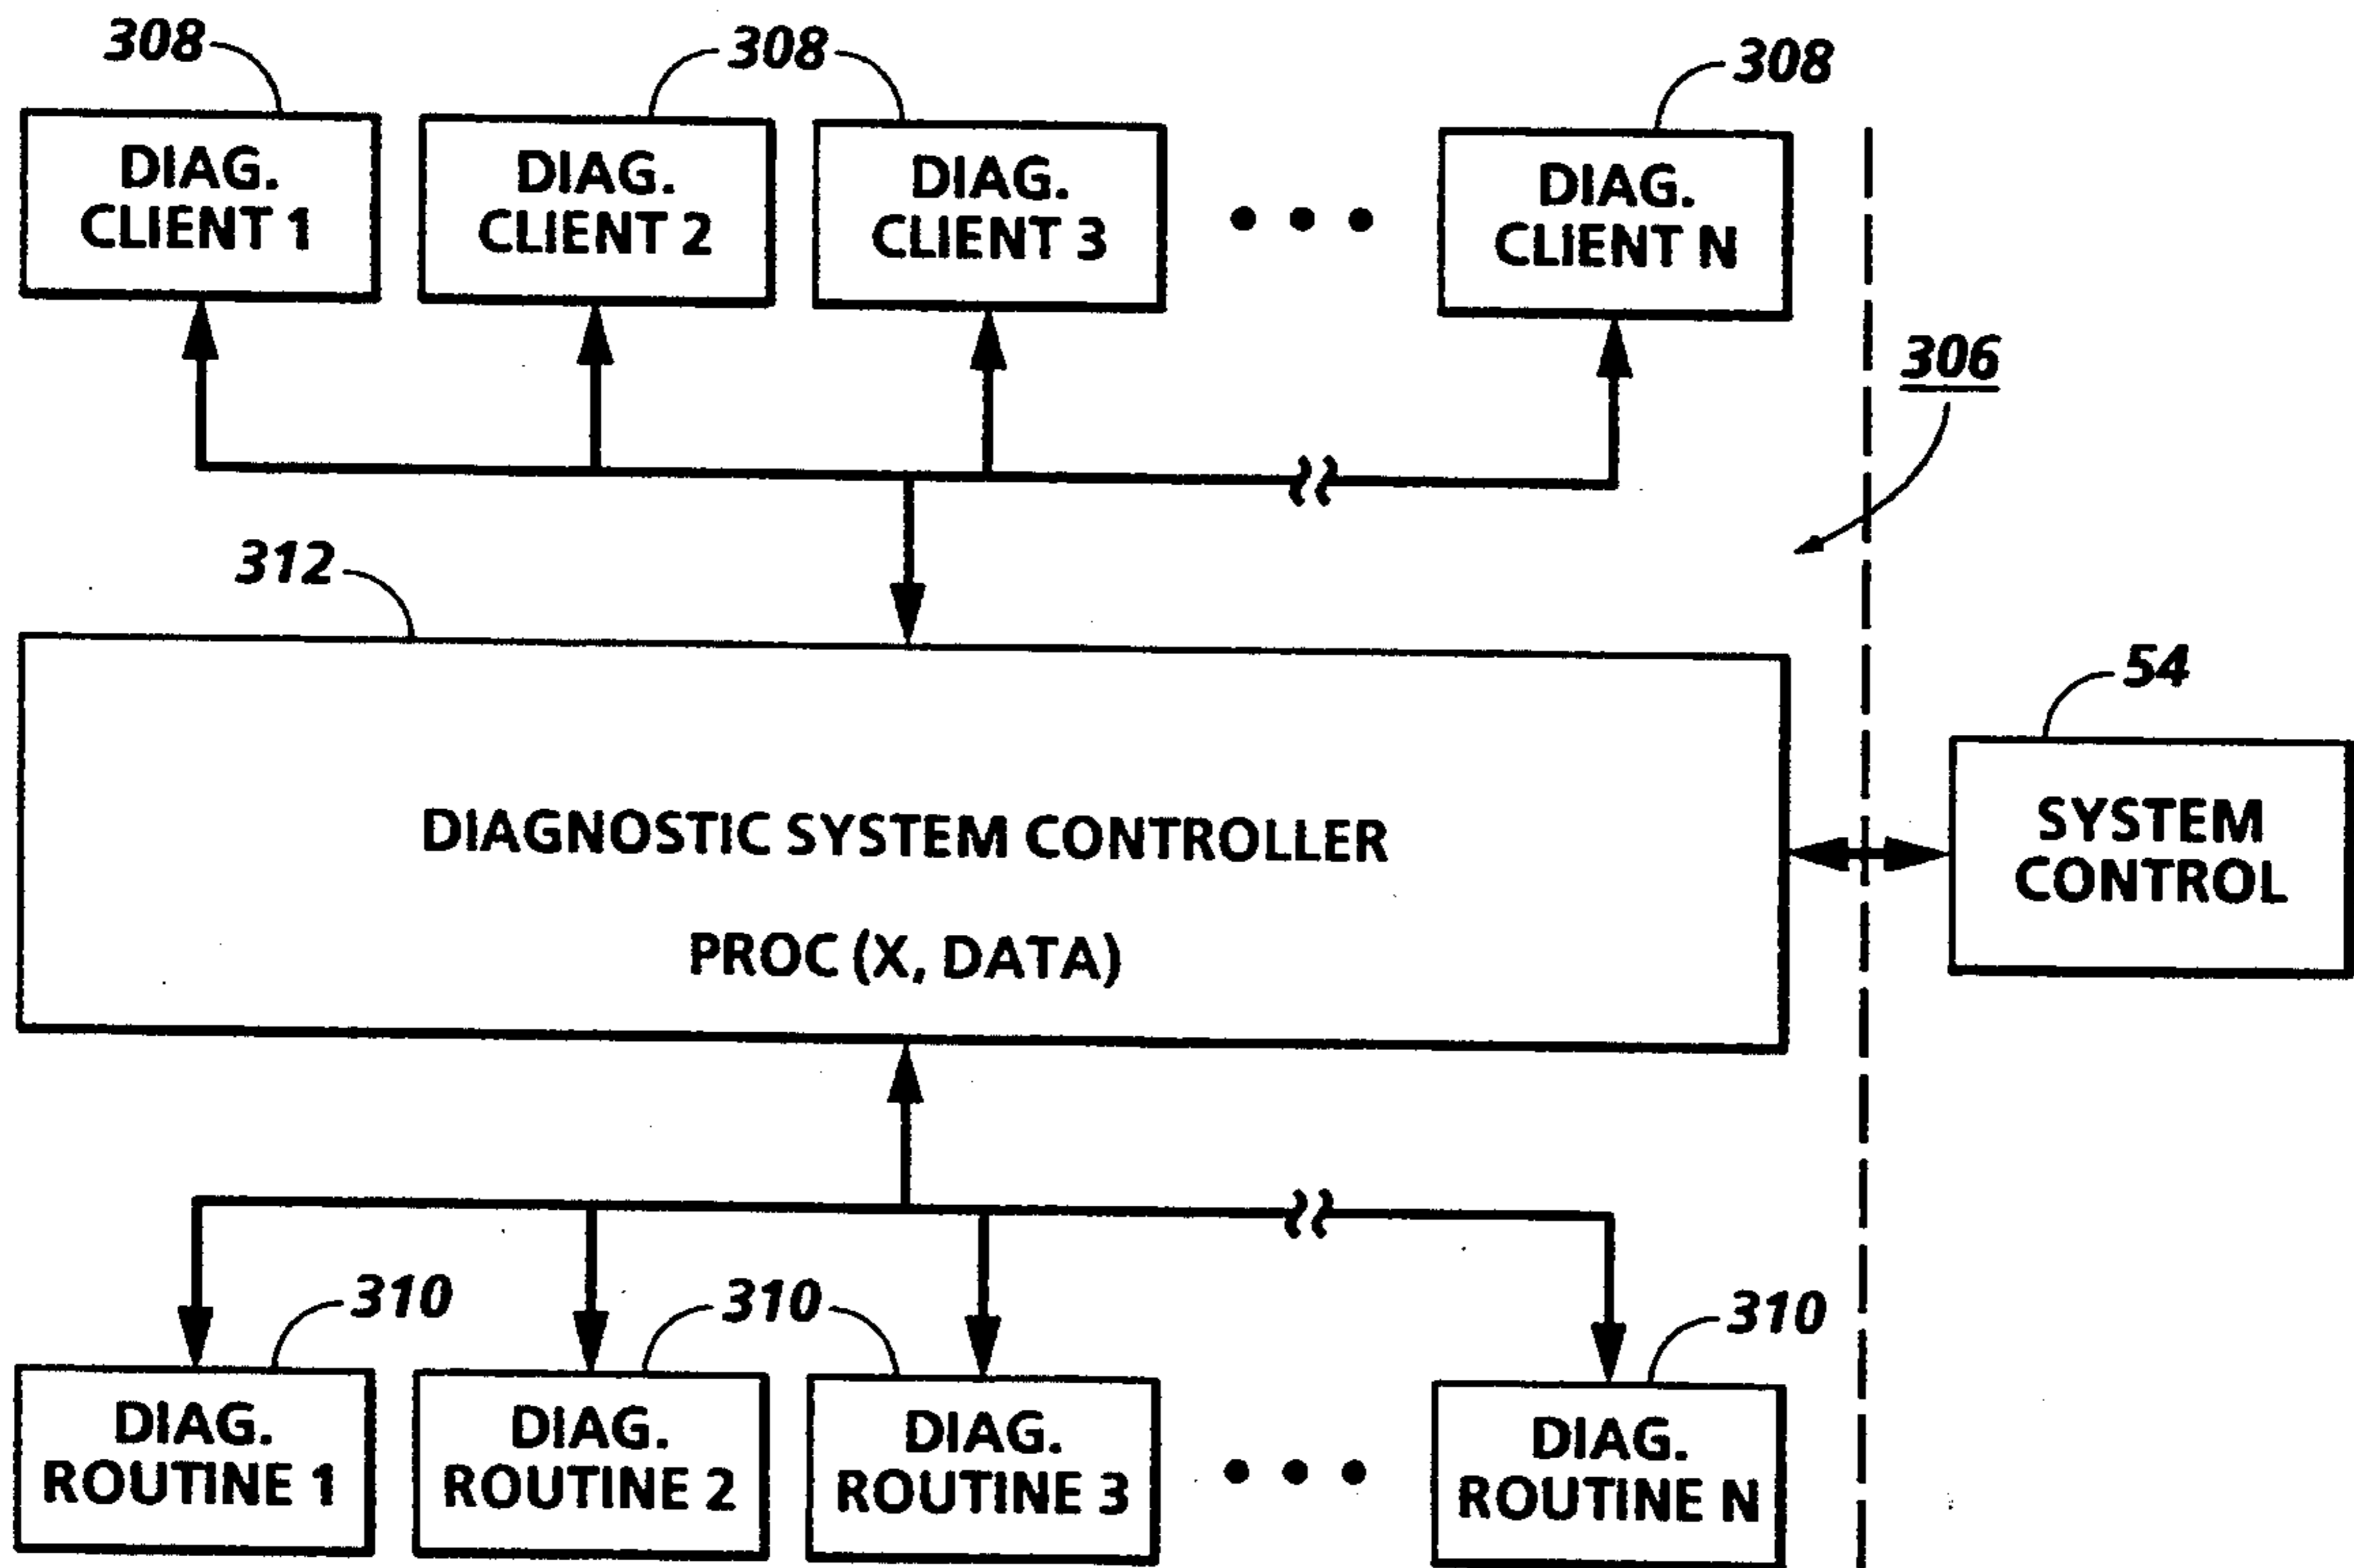 308
308
308
DIAG.
CLIENT 1
DIAG.
CLIENT 2
DIAG.
CLIENT 3
DIAG.
CLIENT N
306
312
54
DIAGNOSTIC SYSTEM CONTROLLER
PROC (X, DATA)
SYSTEM
CONTROL
310
310
310
DIAG.
ROUTINE 1
DIAG.
ROUTINE 2
DIAG.
ROUTINE 3
DIAG.
ROUTINE N